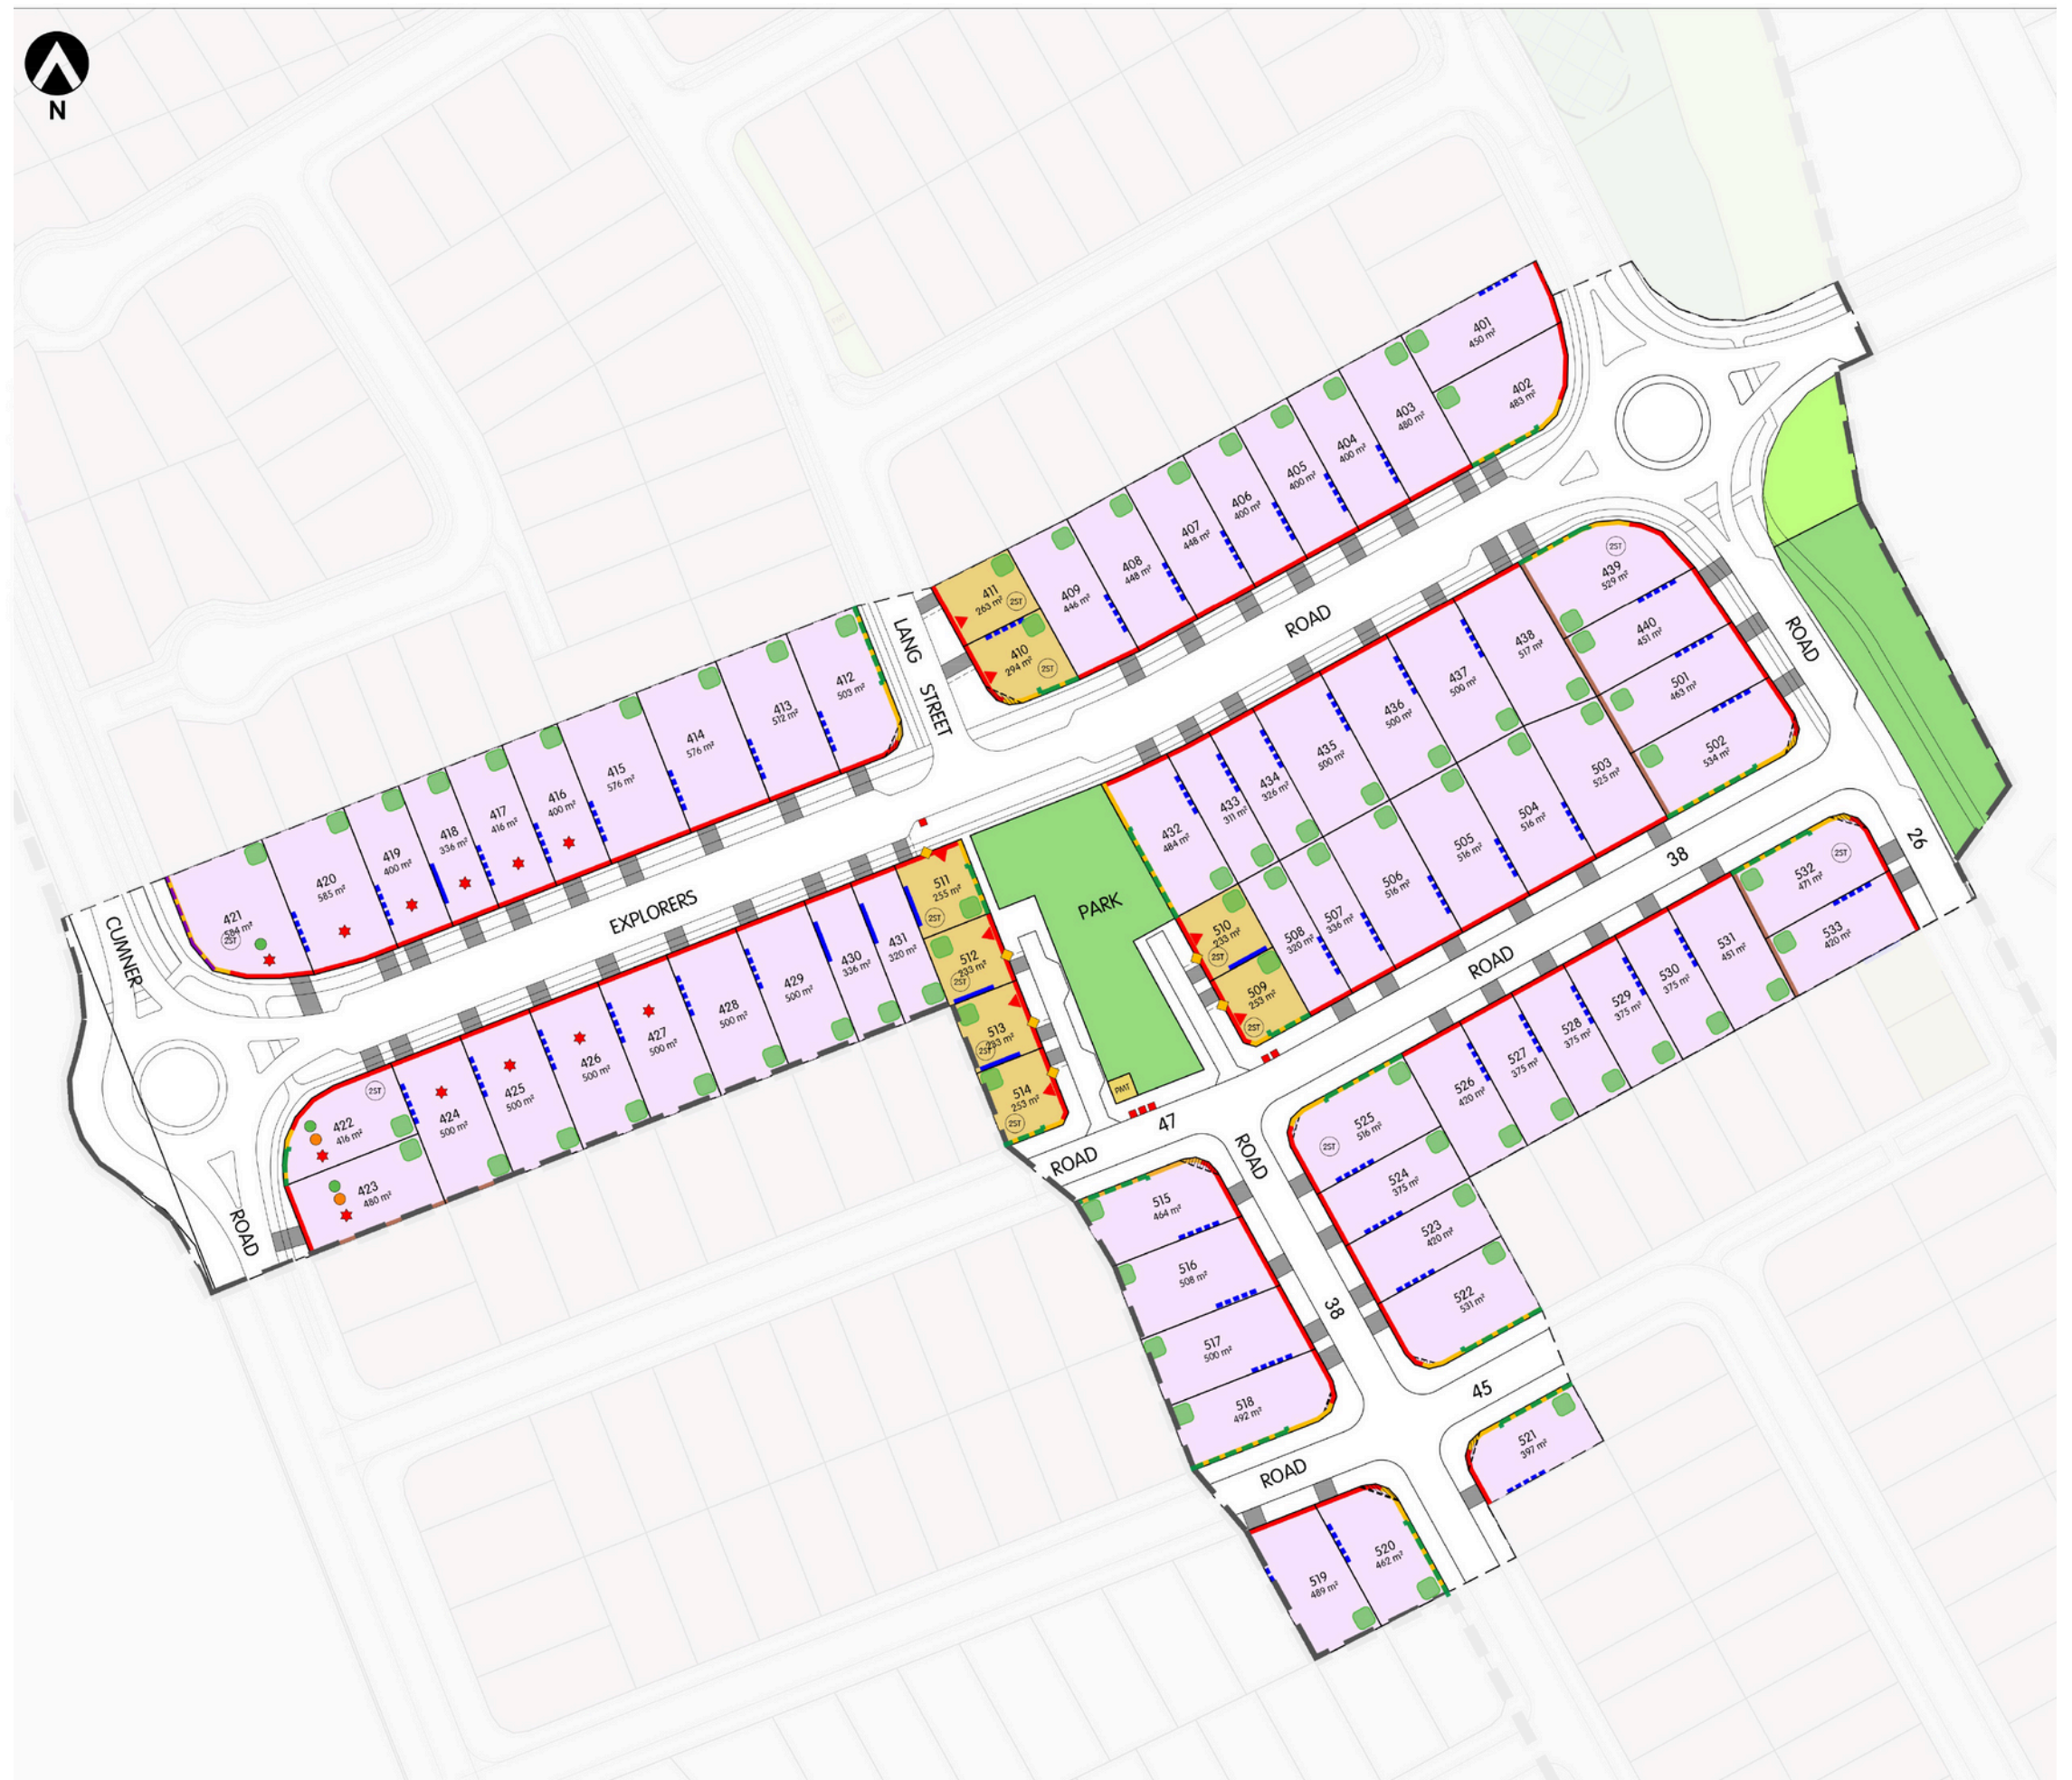 N
401
450 m²
402
483 m²
403
480 m²
404
400 m²
405
400 m²
406
400 m²
407
448 m²
408
448 m²
409
446 m²
411
263 m²
2ST
410
294 m²
2ST
LANG
STREET
412
503 m²
413
512 m²
414
576 m²
415
576 m²
416
400 m²
417
416 m²
418
336 m²
419
400 m²
420
585 m²
421
584 m²
2ST
CUMNER
ROAD
EXPLORERS
ROAD
2ST
422
416 m²
423
480 m²
424
500 m²
425
500 m²
426
500 m²
427
500 m²
428
500 m²
429
500 m²
430
336 m²
431
320 m²
511
255 m²
2ST
512
233 m²
2ST
513
233 m²
2ST
514
253 m²
2ST
PARK
PMT
432
484 m²
433
311 m²
434
326 m²
435
500 m²
436
500 m²
437
500 m²
438
517 m²
2ST
439
529 m²
440
451 m²
501
463 m²
502
534 m²
503
525 m²
504
516 m²
505
516 m²
506
516 m²
507
336 m²
508
320 m²
510
233 m²
2ST
509
253 m²
2ST
ROAD
26
38
ROAD
2ST
532
471 m²
533
420 m²
531
451 m²
530
375 m²
529
375 m²
528
375 m²
527
375 m²
526
420 m²
525
516 m²
2ST
524
375 m²
523
420 m²
522
531 m²
47
ROAD
ROAD
38
515
464 m²
516
508 m²
517
500 m²
518
492 m²
45
ROAD
521
397 m²
520
462 m²
519
489 m²